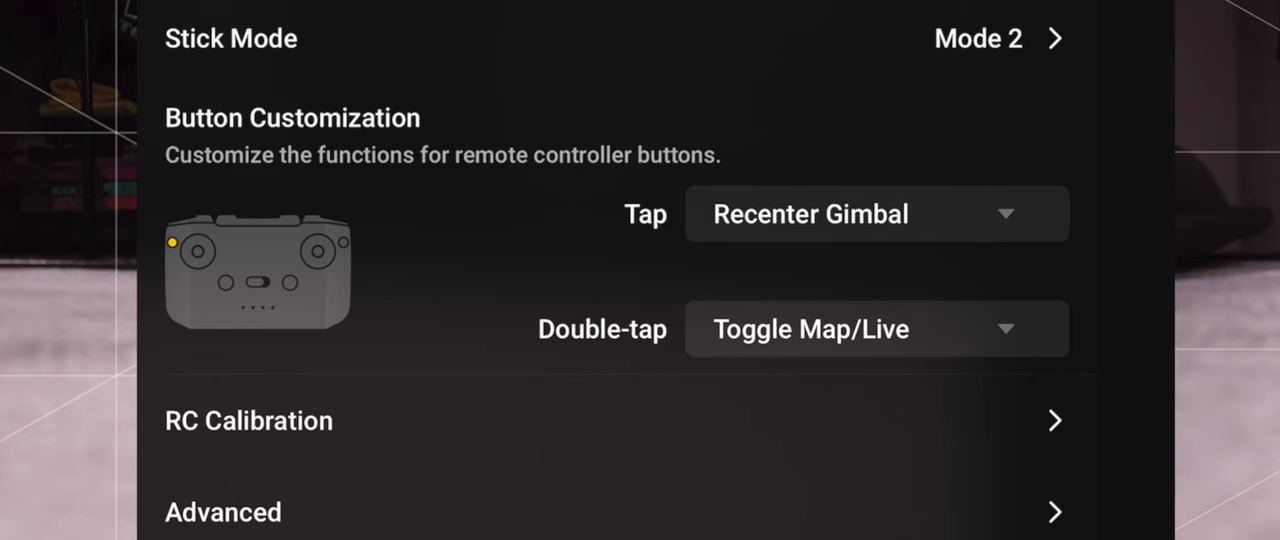 Stick Mode Mode 2
Button Customization
Customize the functions for remote controller buttons.
Tap Recenter Gimbal
Double-tap Toggle Map/Live
RC Calibration
Advanced